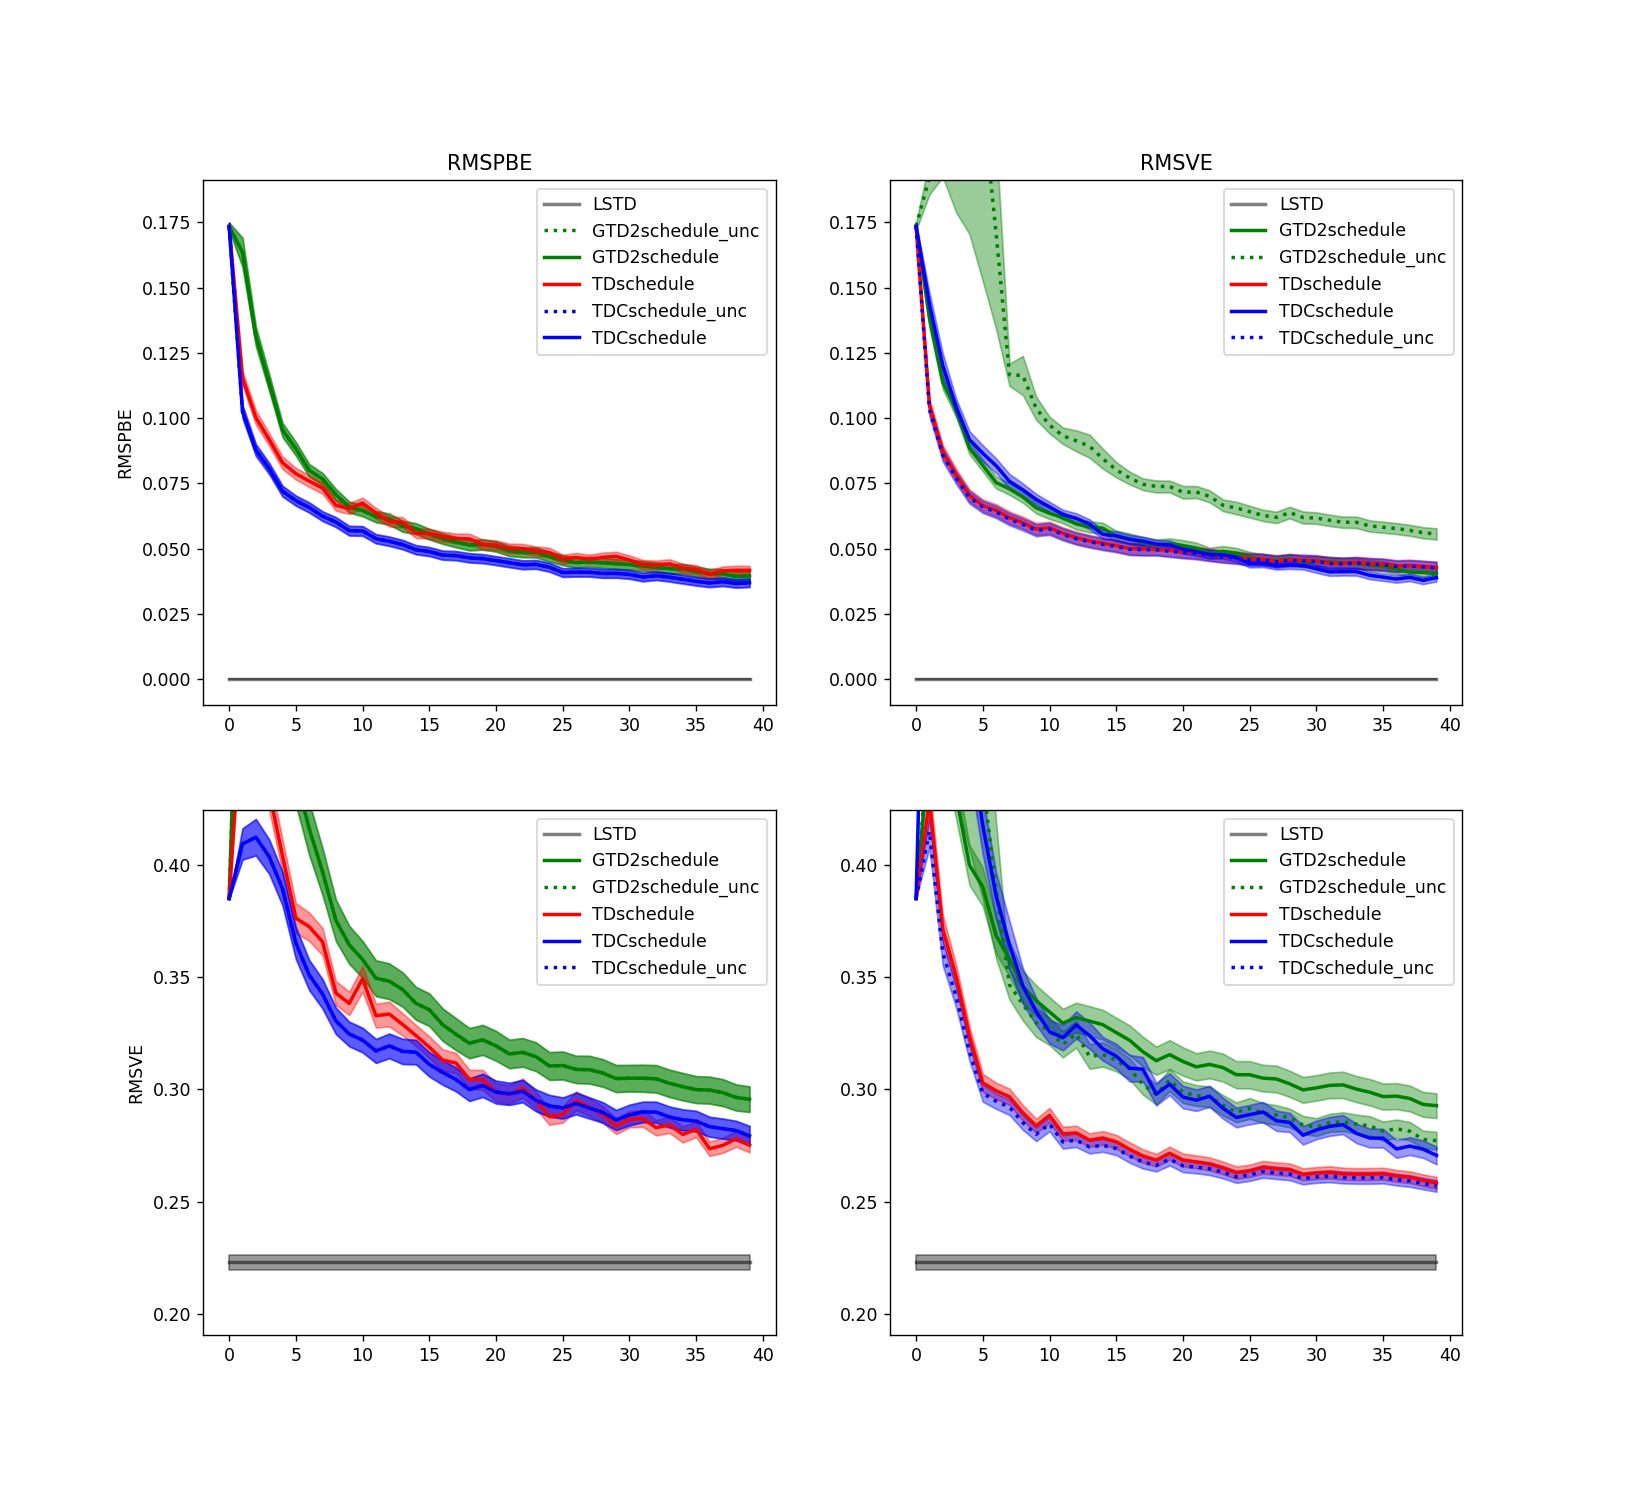 RMSPBE
RMSVE
RMSPBE
0.175
0.150
0.125
0.100
0.075
0.050
0.025
0.000
0 5 10 15 20 25 30 35 40
LSTD
GTD2schedule_unc
GTD2schedule
TDschedule
TDCschedule_unc
TDCschedule
0.175
0.150
0.125
0.100
0.075
0.050
0.025
0.000
0 5 10 15 20 25 30 35 40
LSTD
GTD2schedule
GTD2schedule_unc
TDschedule
TDCschedule
TDCschedule_unc
RMSVE
0.40
0.35
0.30
0.25
0.20
0 5 10 15 20 25 30 35 40
LSTD
GTD2schedule
GTD2schedule_unc
TDschedule
TDCschedule
TDCschedule_unc
0.40
0.35
0.30
0.25
0.20
0 5 10 15 20 25 30 35 40
LSTD
GTD2schedule
GTD2schedule_unc
TDschedule
TDCschedule
TDCschedule_unc